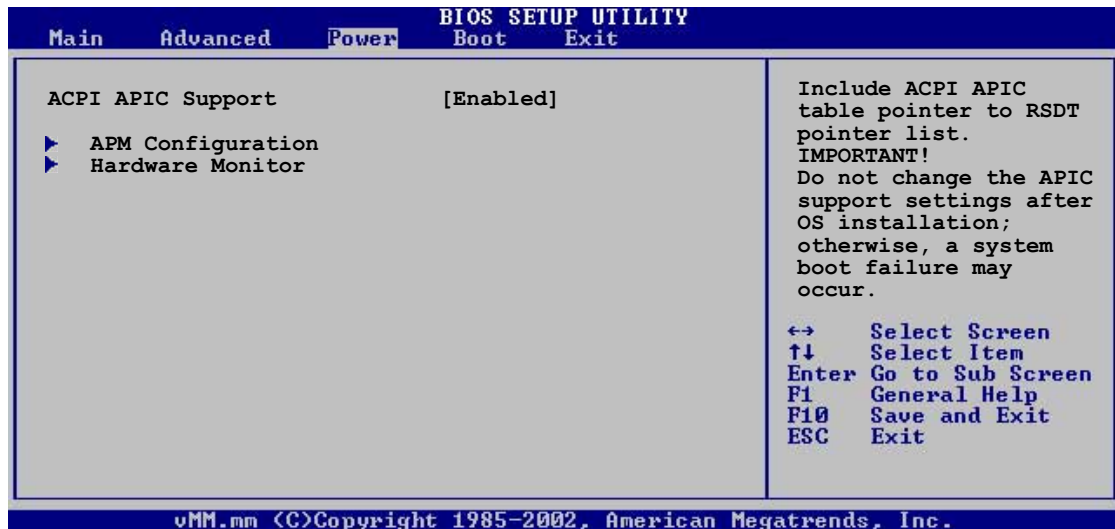 BIOS SETUP UTILITY
Main Advanced Power Boot Exit
ACPI APIC Support [Enabled]
APM Configuration
Hardware Monitor
Include ACPI APIC
table pointer to RSDT
pointer list.
IMPORTANT!
Do not change the APIC
support settings after
OS installation;
otherwise, a system
boot failure may
occur.
←→ Select Screen
↑↓ Select Item
Enter Go to Sub Screen
F1 General Help
F10 Save and Exit
ESC Exit
vMM.mm (C)Copyright 1985-2002, American Megatrends, Inc.